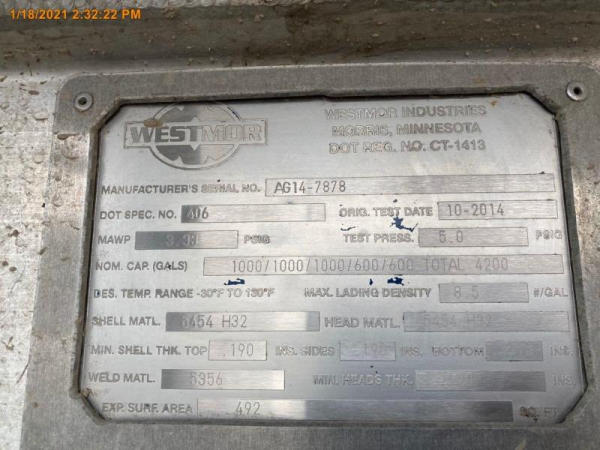 1/18/2021 2:32:22 PM
WESTMOR
WESTMOR INDUSTRIES
MORRIS, MINNESOTA
DOT REG. NO. CT-1413
MANUFACTURER'S SERIAL NO. AG14-7878
DOT SPEC. NO. 406 ORIG. TEST DATE 10-2014
MAWP PSIG TEST PRESS. 5.0 PSIG
NOM. CAP. (GALS) 1000/1000/1000/600/600 TOTAL 4200
DES. TEMP. RANGE -30°F TO 130°F MAX. LADING DENSITY 8.5 #/GAL
SHELL MATL. 5454 H32 HEAD MATL. 5454 H32
MIN. SHELL THK. TOP .190 INS. SIDES .190 INS. BOTTOM INS.
WELD MATL. 5356 MIN. HEADS THK. INS.
EXP. SURF. AREA 492 SQ. FT.